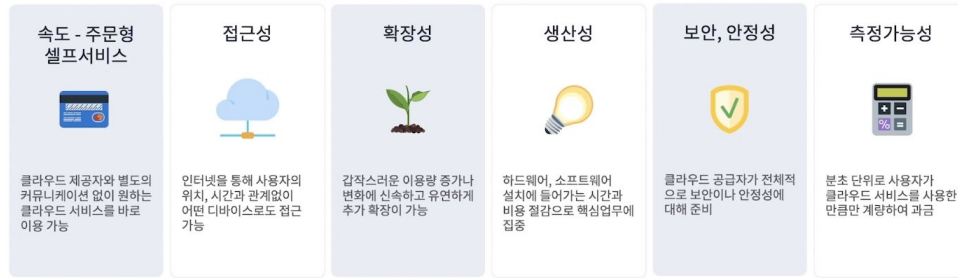 속도 - 주문형
셀프서비스
클라우드 제공자와 별도의
커뮤니케이션 없이 원하는
클라우드 서비스를 바로
이용 가능
접근성
인터넷을 통해 사용자의
위치, 시간과 관계없이
어떤 디바이스로도 접근
가능
확장성
갑작스러운 이용량 증가나
변화에 신속하고 유연하게
추가 확장이 가능
생산성
하드웨어, 소프트웨어
설치에 들어가는 시간과
비용 절감으로 핵심업무에
집중
보안, 안정성
클라우드 공급자가 전체적
으로 보안이나 안정성에
대해 준비
측정가능성
분초 단위로 사용자가
클라우드 서비스를 사용한
만큼만 계량하여 과금